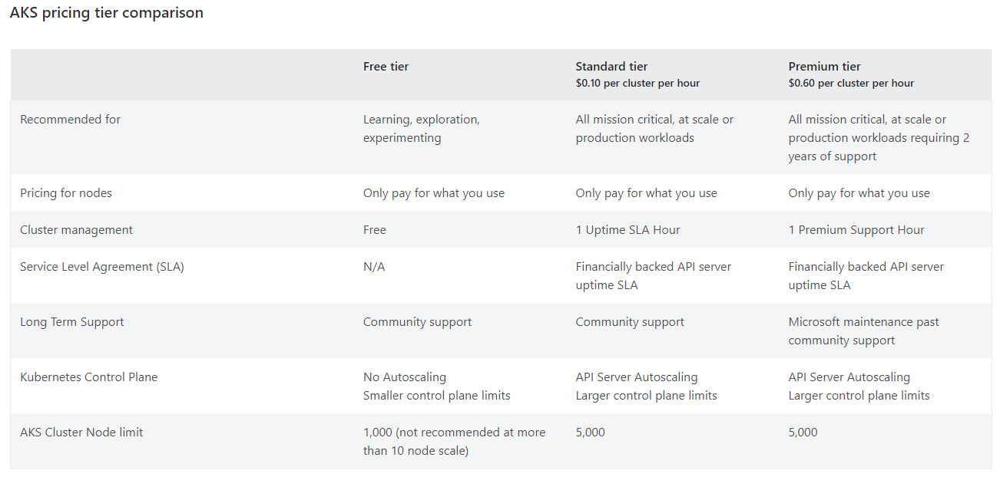 AKS pricing tier comparison
Free tier
Standard tier
$0.10 per cluster per hour
Premium tier
$0.60 per cluster per hour
Recommended for
Learning, exploration,
experimenting
All mission critical, at scale or
production workloads
All mission critical, at scale or
production workloads requiring 2
years of support
Pricing for nodes
Only pay for what you use
Only pay for what you use
Only pay for what you use
Cluster management
Free
1 Uptime SLA Hour
1 Premium Support Hour
Service Level Agreement (SLA)
N/A
Financially backed API server
uptime SLA
Financially backed API server
uptime SLA
Long Term Support
Community support
Community support
Microsoft maintenance past
community support
Kubernetes Control Plane
No Autoscaling
Smaller control plane limits
API Server Autoscaling
Larger control plane limits
API Server Autoscaling
Larger control plane limits
AKS Cluster Node limit
1,000 (not recommended at more
than 10 node scale)
5,000
5,000